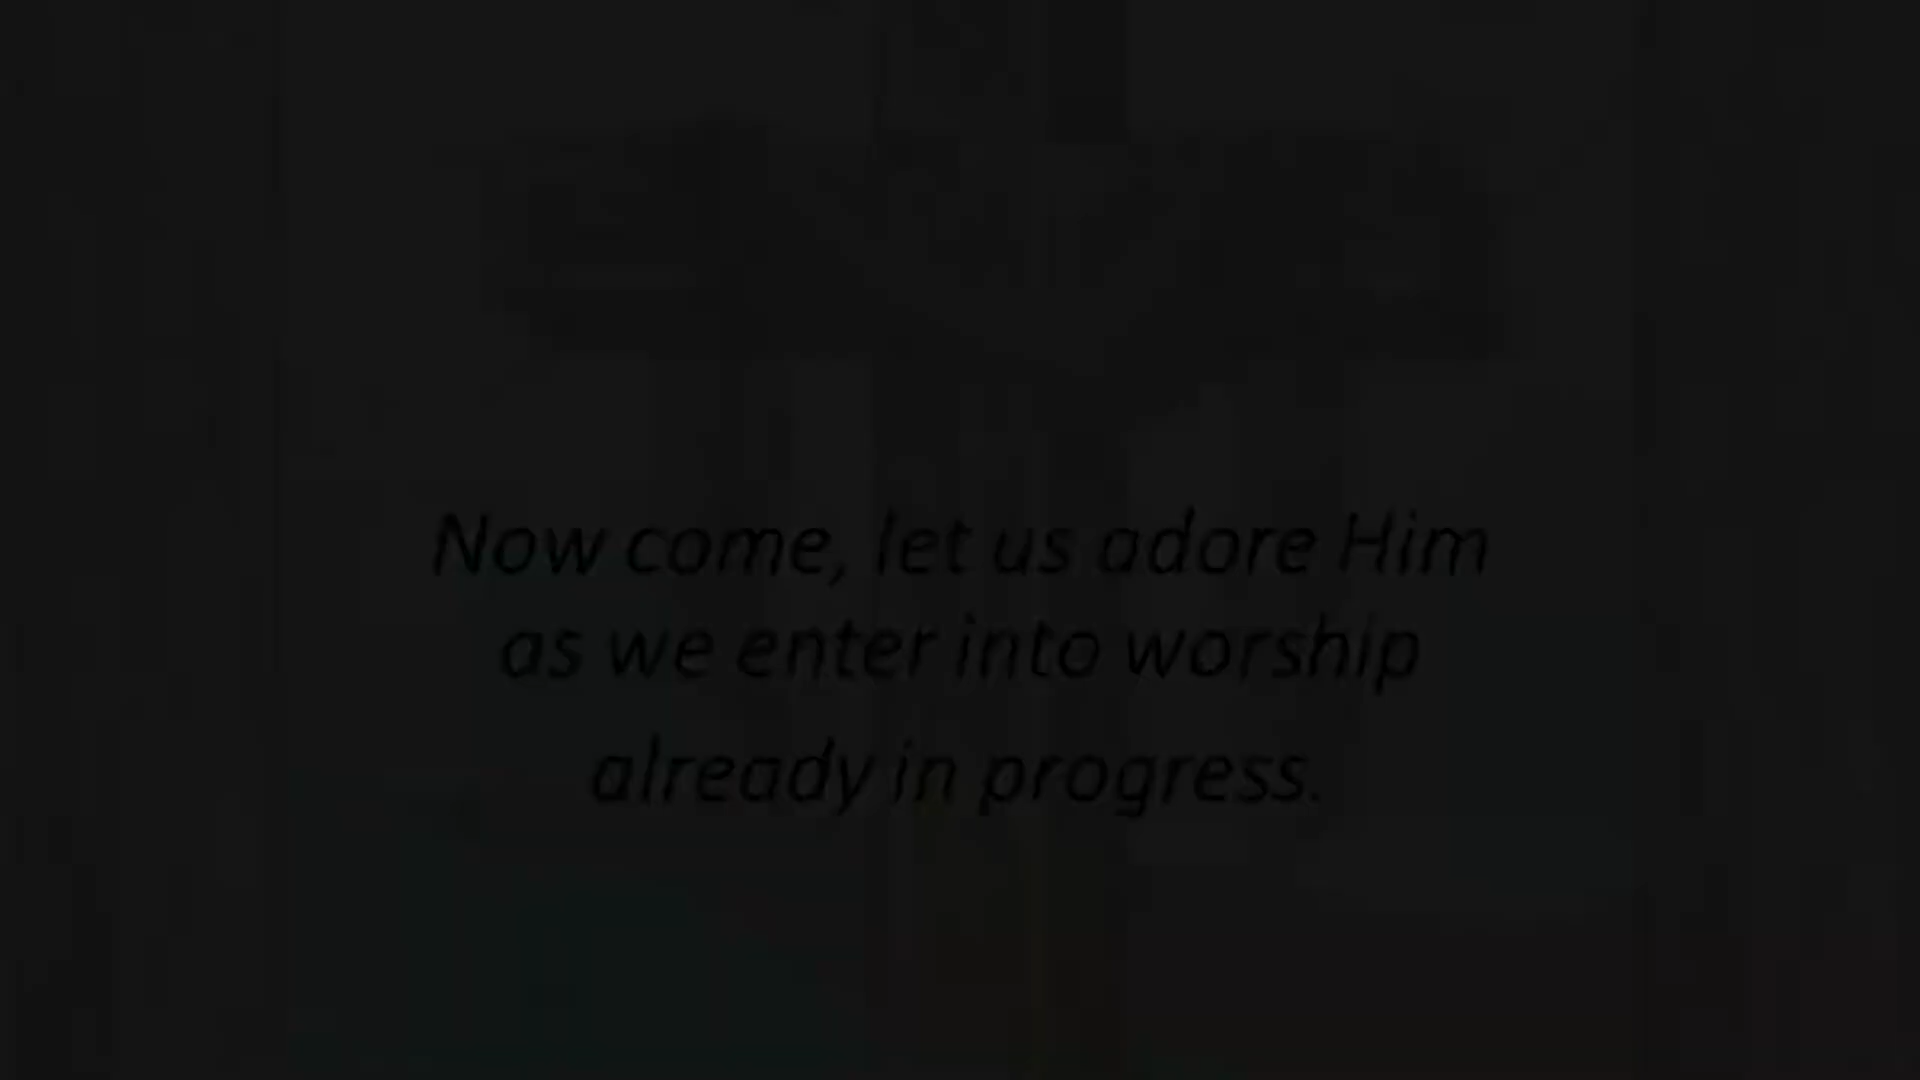 Now come, let us adore Him
as we enter into worship
already in progress.